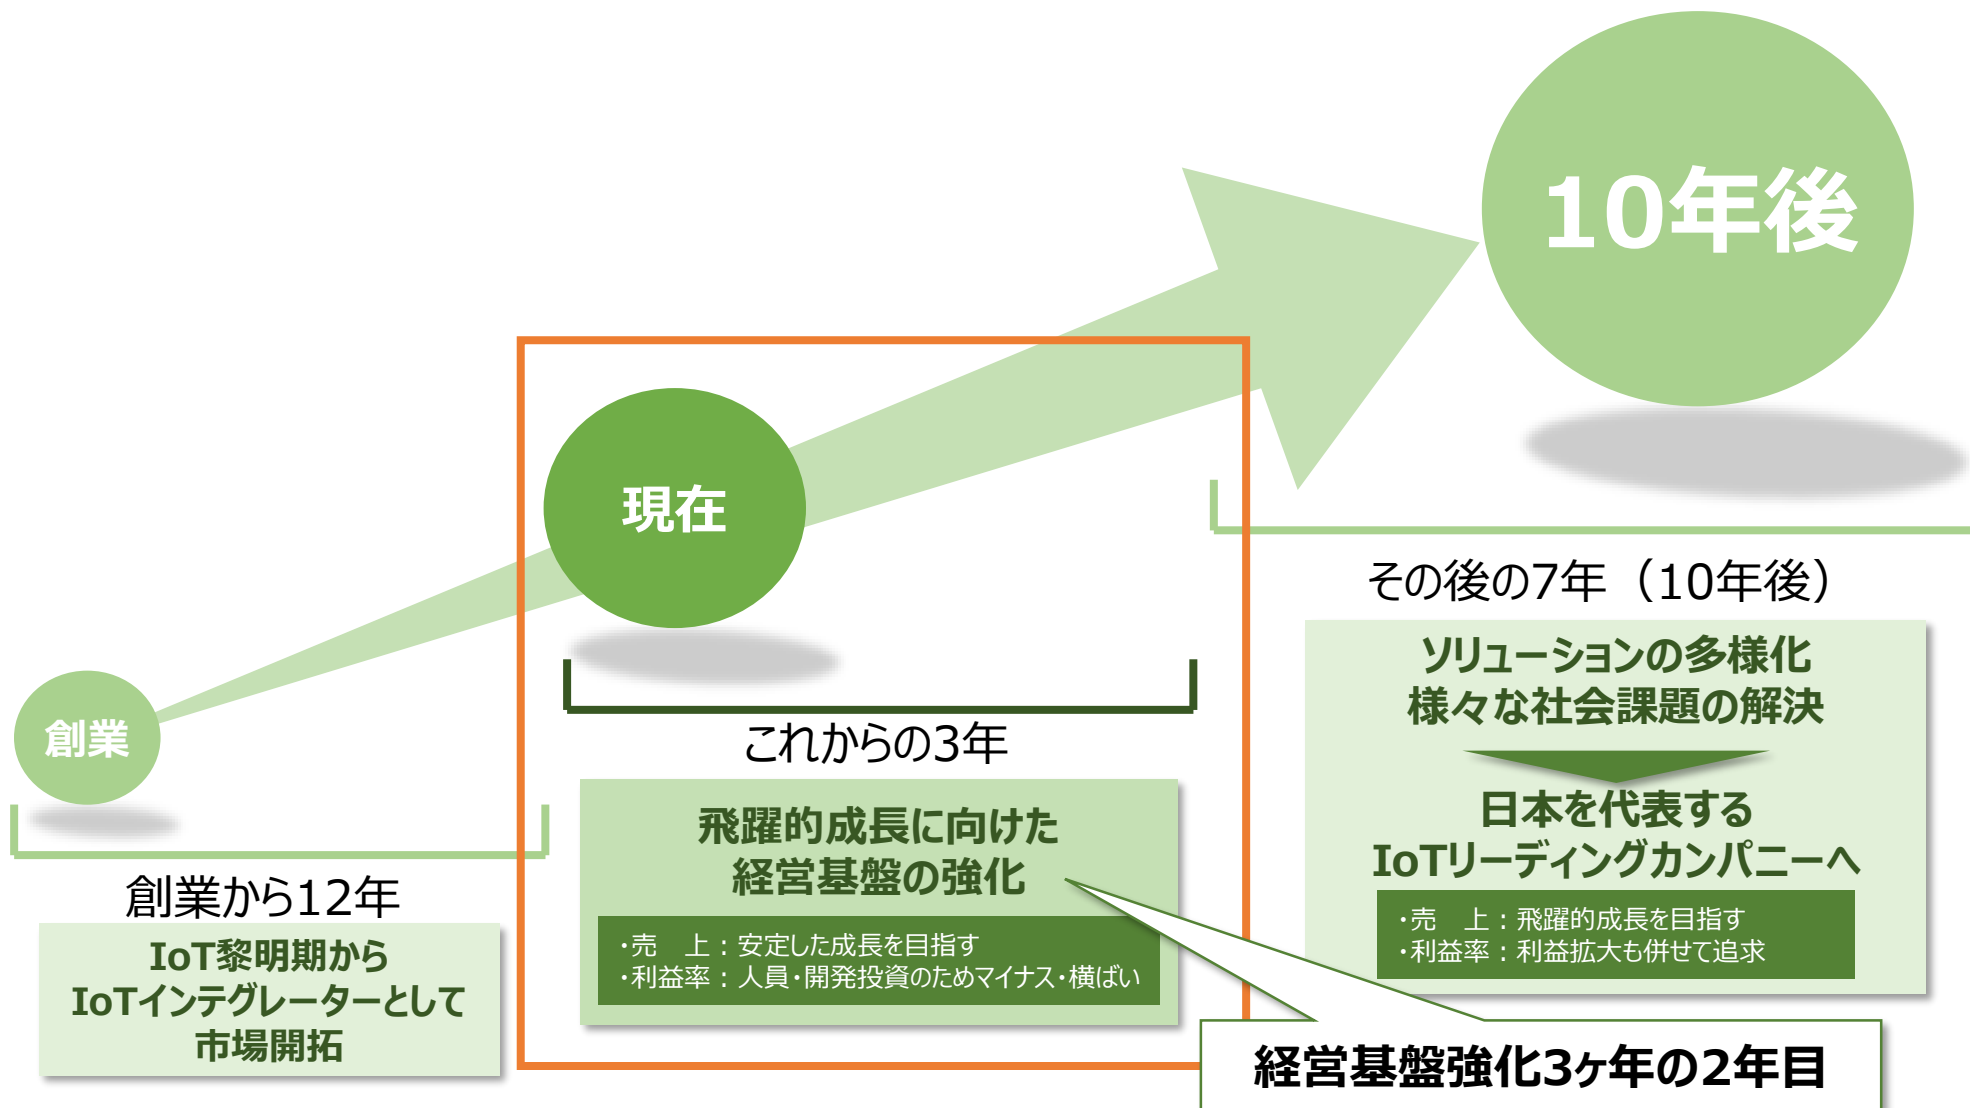 10年後
現在
創業
創業から12年
IoT黎明期から
IoTインテグレーターとして
市場開拓
これからの3年
飛躍的成長に向けた
経営基盤の強化
・売　上：安定した成長を目指す
・利益率：人員・開発投資のためマイナス・横ばい
その後の7年（10年後）
ソリューションの多様化
様々な社会課題の解決
日本を代表する
IoTリーディングカンパニーへ
・売　上：飛躍的成長を目指す
・利益率：利益拡大も併せて追求
経営基盤強化3ヶ年の2年目